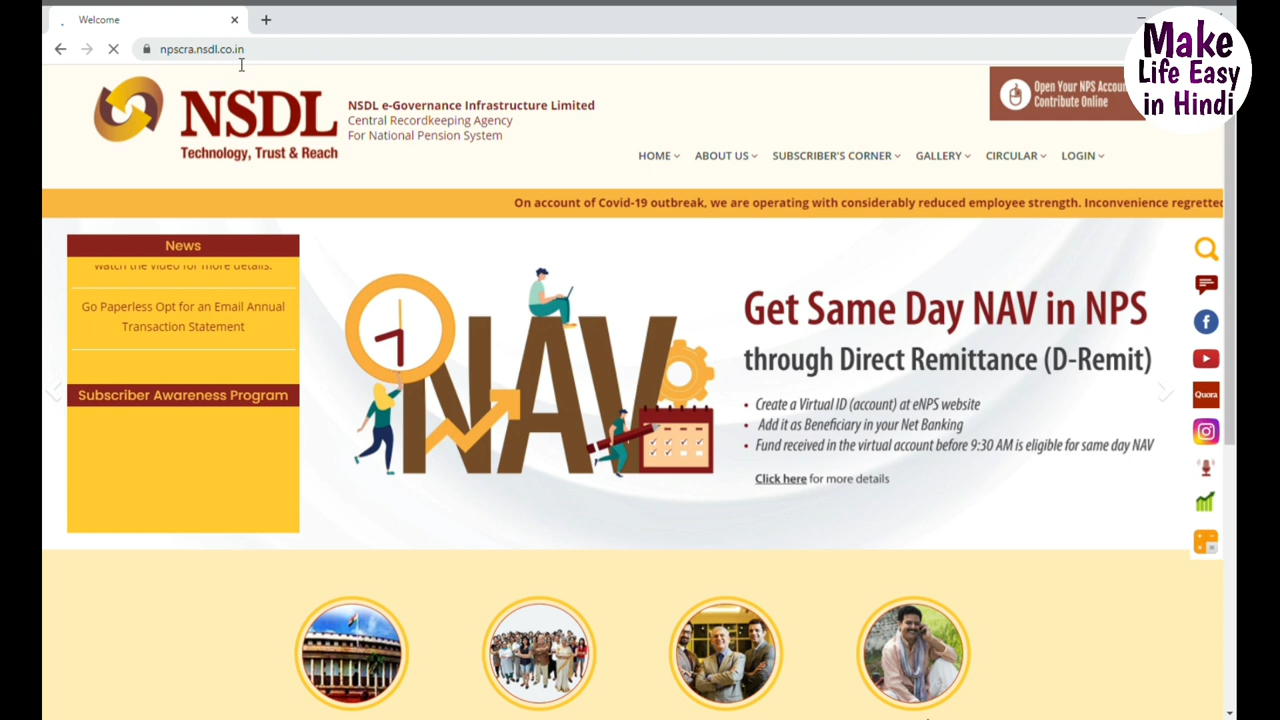 Welcome
npscra.nsdl.co.in
Make
Life Easy
in Hindi
NSDL
Technology, Trust & Reach
NSDL e-Governance Infrastructure Limited
Central Recordkeeping Agency
For National Pension System
Open Your NPS Accou
Contribute Online
HOME
ABOUT US
SUBSCRIBER'S CORNER
GALLERY
CIRCULAR
LOGIN
On account of Covid-19 outbreak, we are operating with considerably reduced employee strength. Inconvenience regretted
News
watch the video for more details.
Go Paperless Opt for an Email Annual
Transaction Statement
Subscriber Awareness Program
NAV
Get Same Day NAV in NPS
through Direct Remittance (D-Remit)
• Create a Virtual ID (account) at eNPS website
• Add it as Beneficiary in your Net Banking
• Fund received in the virtual account before 9:30 AM is eligible for same day NAV
Click here for more details
Quora